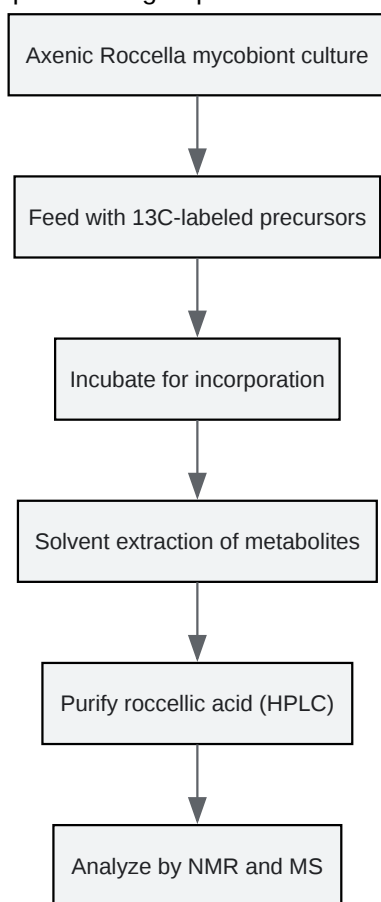 Axenic Roccella mycobiont culture
Feed with 13C-labeled precursors
Incubate for incorporation
Solvent extraction of metabolites
Purify roccellic acid (HPLC)
Analyze by NMR and MS